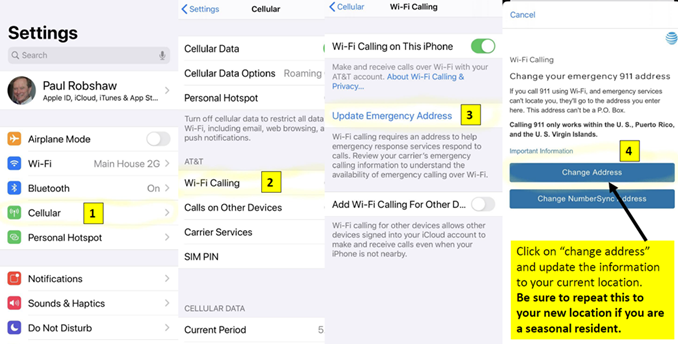 Settings
Search
Paul Robshaw
Apple ID, iCloud, iTunes & App St...
Airplane Mode
Wi-Fi Main House 2G
Bluetooth On
Cellular 1
Personal Hotspot
Notifications
Sounds & Haptics
Do Not Disturb
Settings Cellular
Cellular Data
Cellular Data Options Roaming
Personal Hotspot
Turn off cellular data to restrict all data
Wi-Fi, including email, web browsing, a
push notifications.
AT&T
Wi-Fi Calling 2
Calls on Other Devices
Carrier Services
SIM PIN
CELLULAR DATA
Current Period 5
Cellular Wi-Fi Calling
Wi-Fi Calling on This iPhone
Make and receive calls over Wi-Fi with your
AT&T account. About Wi-Fi Calling &
Privacy...
Update Emergency Address 3
Wi-Fi calling requires an address to help
emergency response services respond to
calls. Review your carrier's emergency
calling information to understand the
availability of emergency calling over Wi-Fi.
Add Wi-Fi Calling For Other D...
Wi-Fi calling for other devices allows other
devices signed into your iCloud account to
make and receive calls even when your
iPhone is not nearby.
Cancel
Wi-Fi Calling
Change your emergency 911 address
If you call 911 using Wi-Fi, and emergency services
can't locate you, they'll go to the address you enter
here. This address can't be a P.O. Box.
Calling 911 only works within the U. S., Puerto Rico,
and the U. S. Virgin Islands.
Important Information 4
Change Address
Change NumberSync Address
Click on “change address”
and update the information
to your current location.
Be sure to repeat this to
your new location if you are
a seasonal resident.